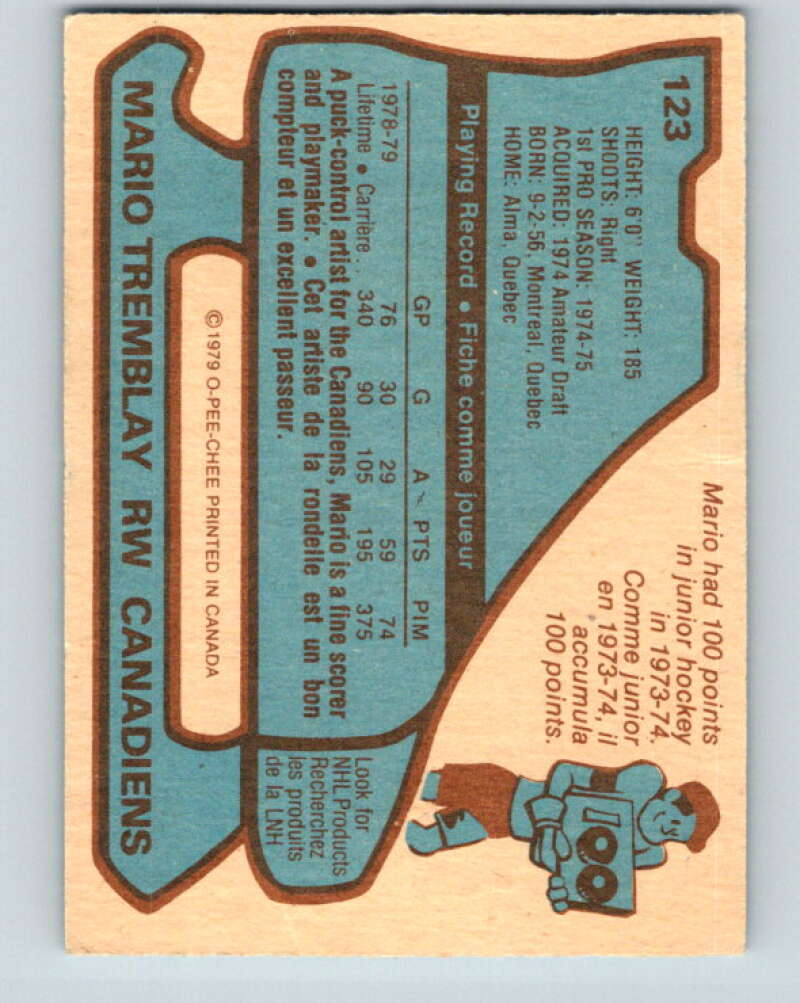 123
HEIGHT: 6'0" WEIGHT: 185
SHOOTS: Right
1st PRO SEASON: 1974-75
ACQUIRED: 1974 Amateur Draft
BORN: 9-2-56, Montreal, Quebec
HOME: Alma, Quebec
Mario had 100 points
in junior hockey
in 1973-74.
Comme junior
en 1973-74, il
accumula
100 points.
100
Playing Record • Fiche comme joueur
GP G A PTS PIM
1978-79 76 30 29 59 74
Lifetime • Carrière .. 340 90 105 195 375
A puck-control artist for the Canadiens, Mario is a fine scorer
and playmaker. • Cet artiste de la rondelle est un bon
compteur et un excellent passeur.
Look for
NHL Products
Recherchez
les produits
de la LNH
©1979 O-PEE-CHEE PRINTED IN CANADA
MARIO TREMBLAY RW CANADIENS